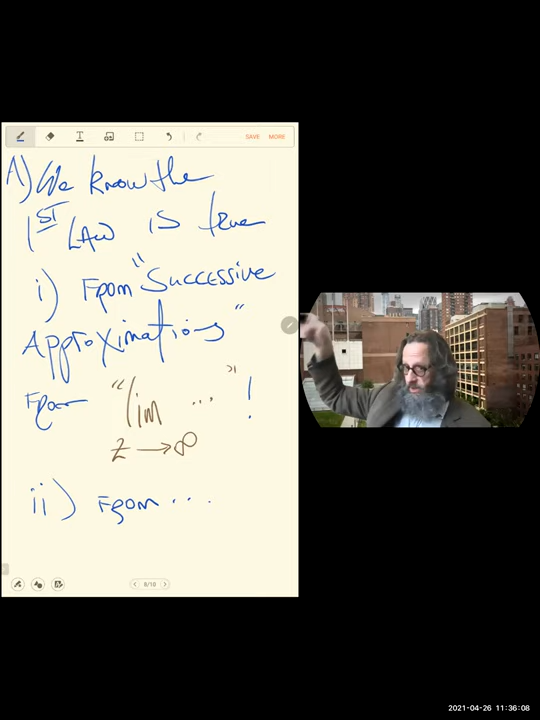 SAVE MORE
A) We know the
1ST LAW is true
i) From "Successive
Approximations"
From "lim ..." !
z → ∞
ii) From ...
8/10
2021-04-26 11:36:08